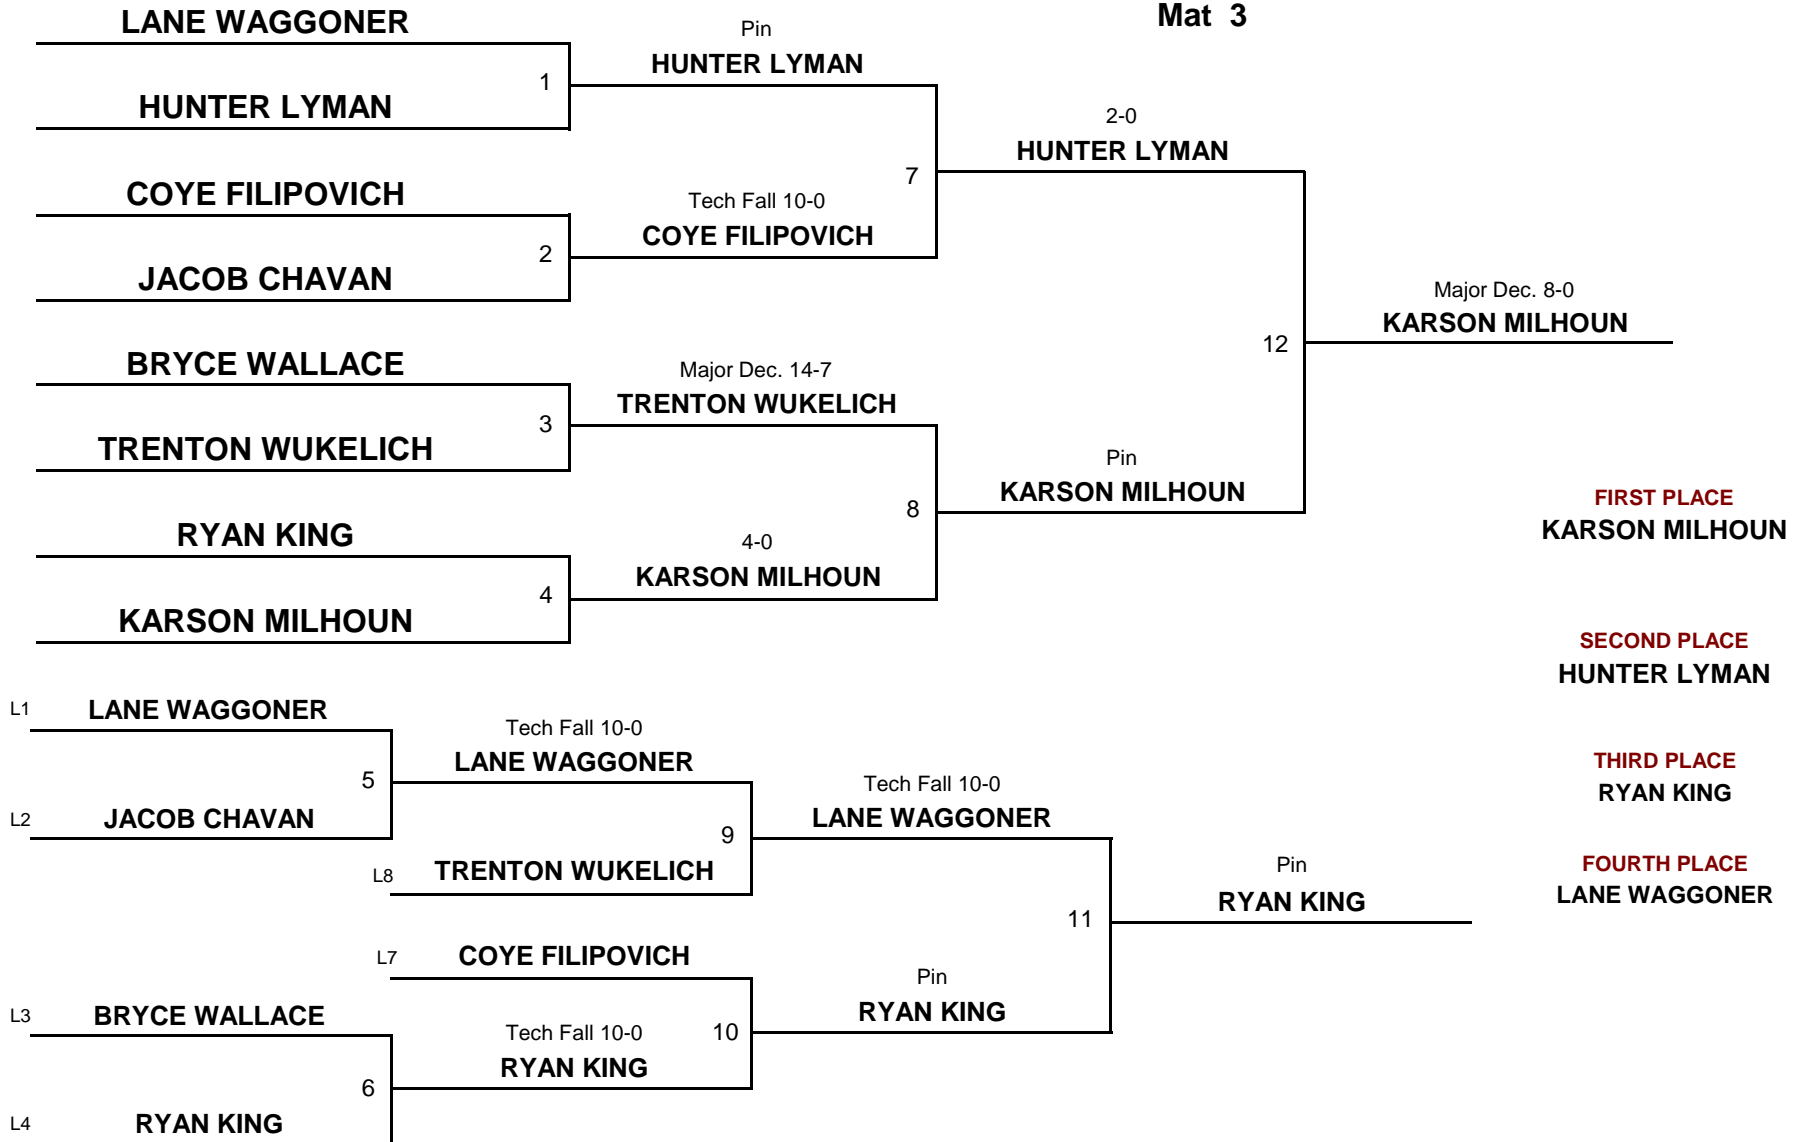 Mat 3
LANE WAGGONER
Pin
HUNTER LYMAN
1
HUNTER LYMAN
2-0
HUNTER LYMAN
7
COYE FILIPOVICH
Tech Fall 10-0
COYE FILIPOVICH
2
JACOB CHAVAN
Major Dec. 8-0
KARSON MILHOUN
12
BRYCE WALLACE
Major Dec. 14-7
TRENTON WUKELICH
3
TRENTON WUKELICH
Pin
KARSON MILHOUN
8
RYAN KING
4-0
KARSON MILHOUN
4
KARSON MILHOUN
FIRST PLACE
KARSON MILHOUN
SECOND PLACE
HUNTER LYMAN
THIRD PLACE
RYAN KING
FOURTH PLACE
LANE WAGGONER
L1 LANE WAGGONER
Tech Fall 10-0
LANE WAGGONER
5
L2 JACOB CHAVAN
Tech Fall 10-0
LANE WAGGONER
9
L8 TRENTON WUKELICH
Pin
RYAN KING
11
L7 COYE FILIPOVICH
Pin
RYAN KING
L3 BRYCE WALLACE
Tech Fall 10-0
10
RYAN KING
6
L4 RYAN KING